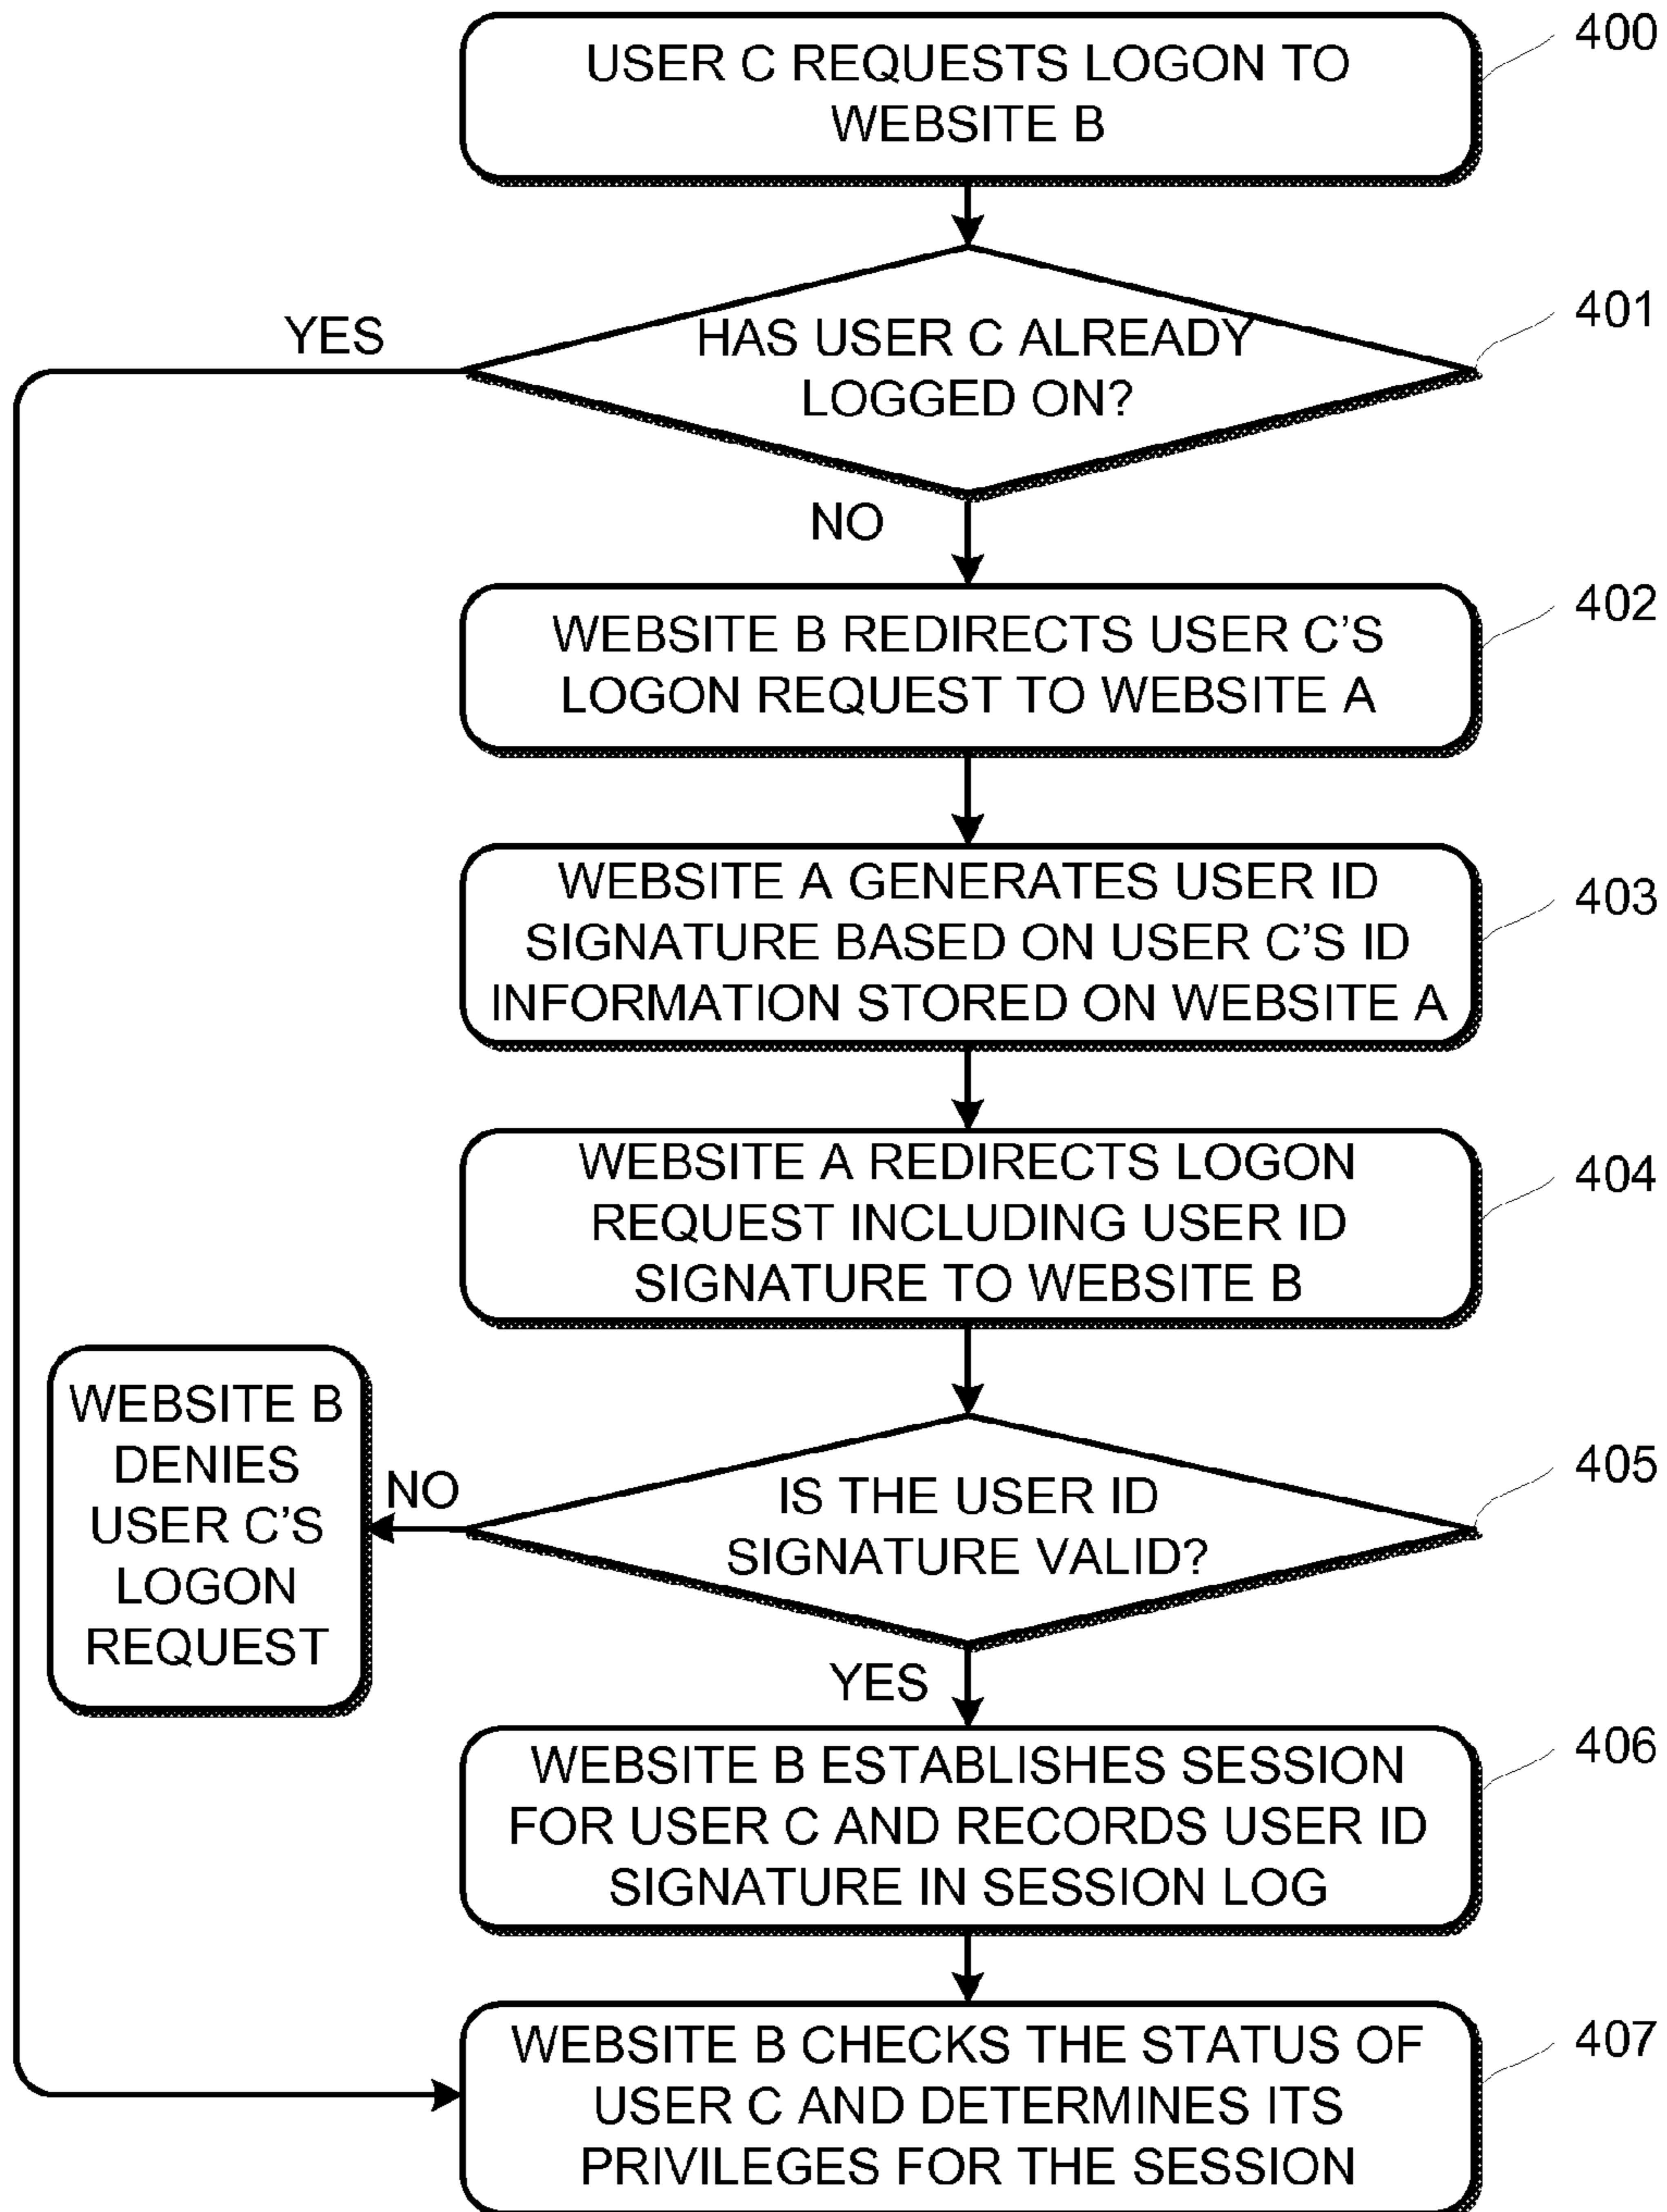 USER C REQUESTS LOGON TO
WEBSITE B
400
HAS USER C ALREADY
LOGGED ON?
401
YES
NO
WEBSITE B REDIRECTS USER C'S
LOGON REQUEST TO WEBSITE A
402
WEBSITE A GENERATES USER ID
SIGNATURE BASED ON USER C'S ID
INFORMATION STORED ON WEBSITE A
403
WEBSITE A REDIRECTS LOGON
REQUEST INCLUDING USER ID
SIGNATURE TO WEBSITE B
404
IS THE USER ID
SIGNATURE VALID?
405
NO
WEBSITE B
DENIES
USER C'S
LOGON
REQUEST
YES
WEBSITE B ESTABLISHES SESSION
FOR USER C AND RECORDS USER ID
SIGNATURE IN SESSION LOG
406
WEBSITE B CHECKS THE STATUS OF
USER C AND DETERMINES ITS
PRIVILEGES FOR THE SESSION
407